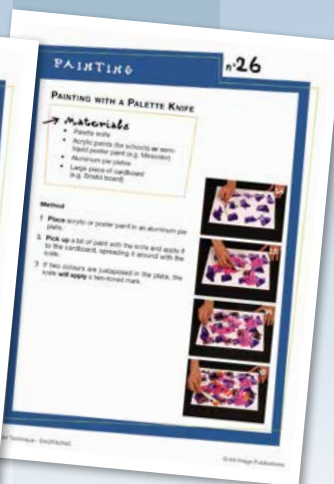 PAINTING
n°26
PAINTING WITH A PALETTE KNIFE
Materials
• Palette knife
• Acrylic paints (for schools) or semi-
liquid poster paint (e.g.
• Aluminum pie plates
• Large piece of cardboard
(e.g. Bristol board)
Method
1 Place acrylic or poster paint in an aluminum pie
plate.
2 Pick up a bit of paint with the knife and apply it
to the cardboard, spreading it around with the
knife.
3 If two colours are juxtaposed in the plate, the
knife will apply a two-toned mark.
Technique - ENGRAVING
Image Publications